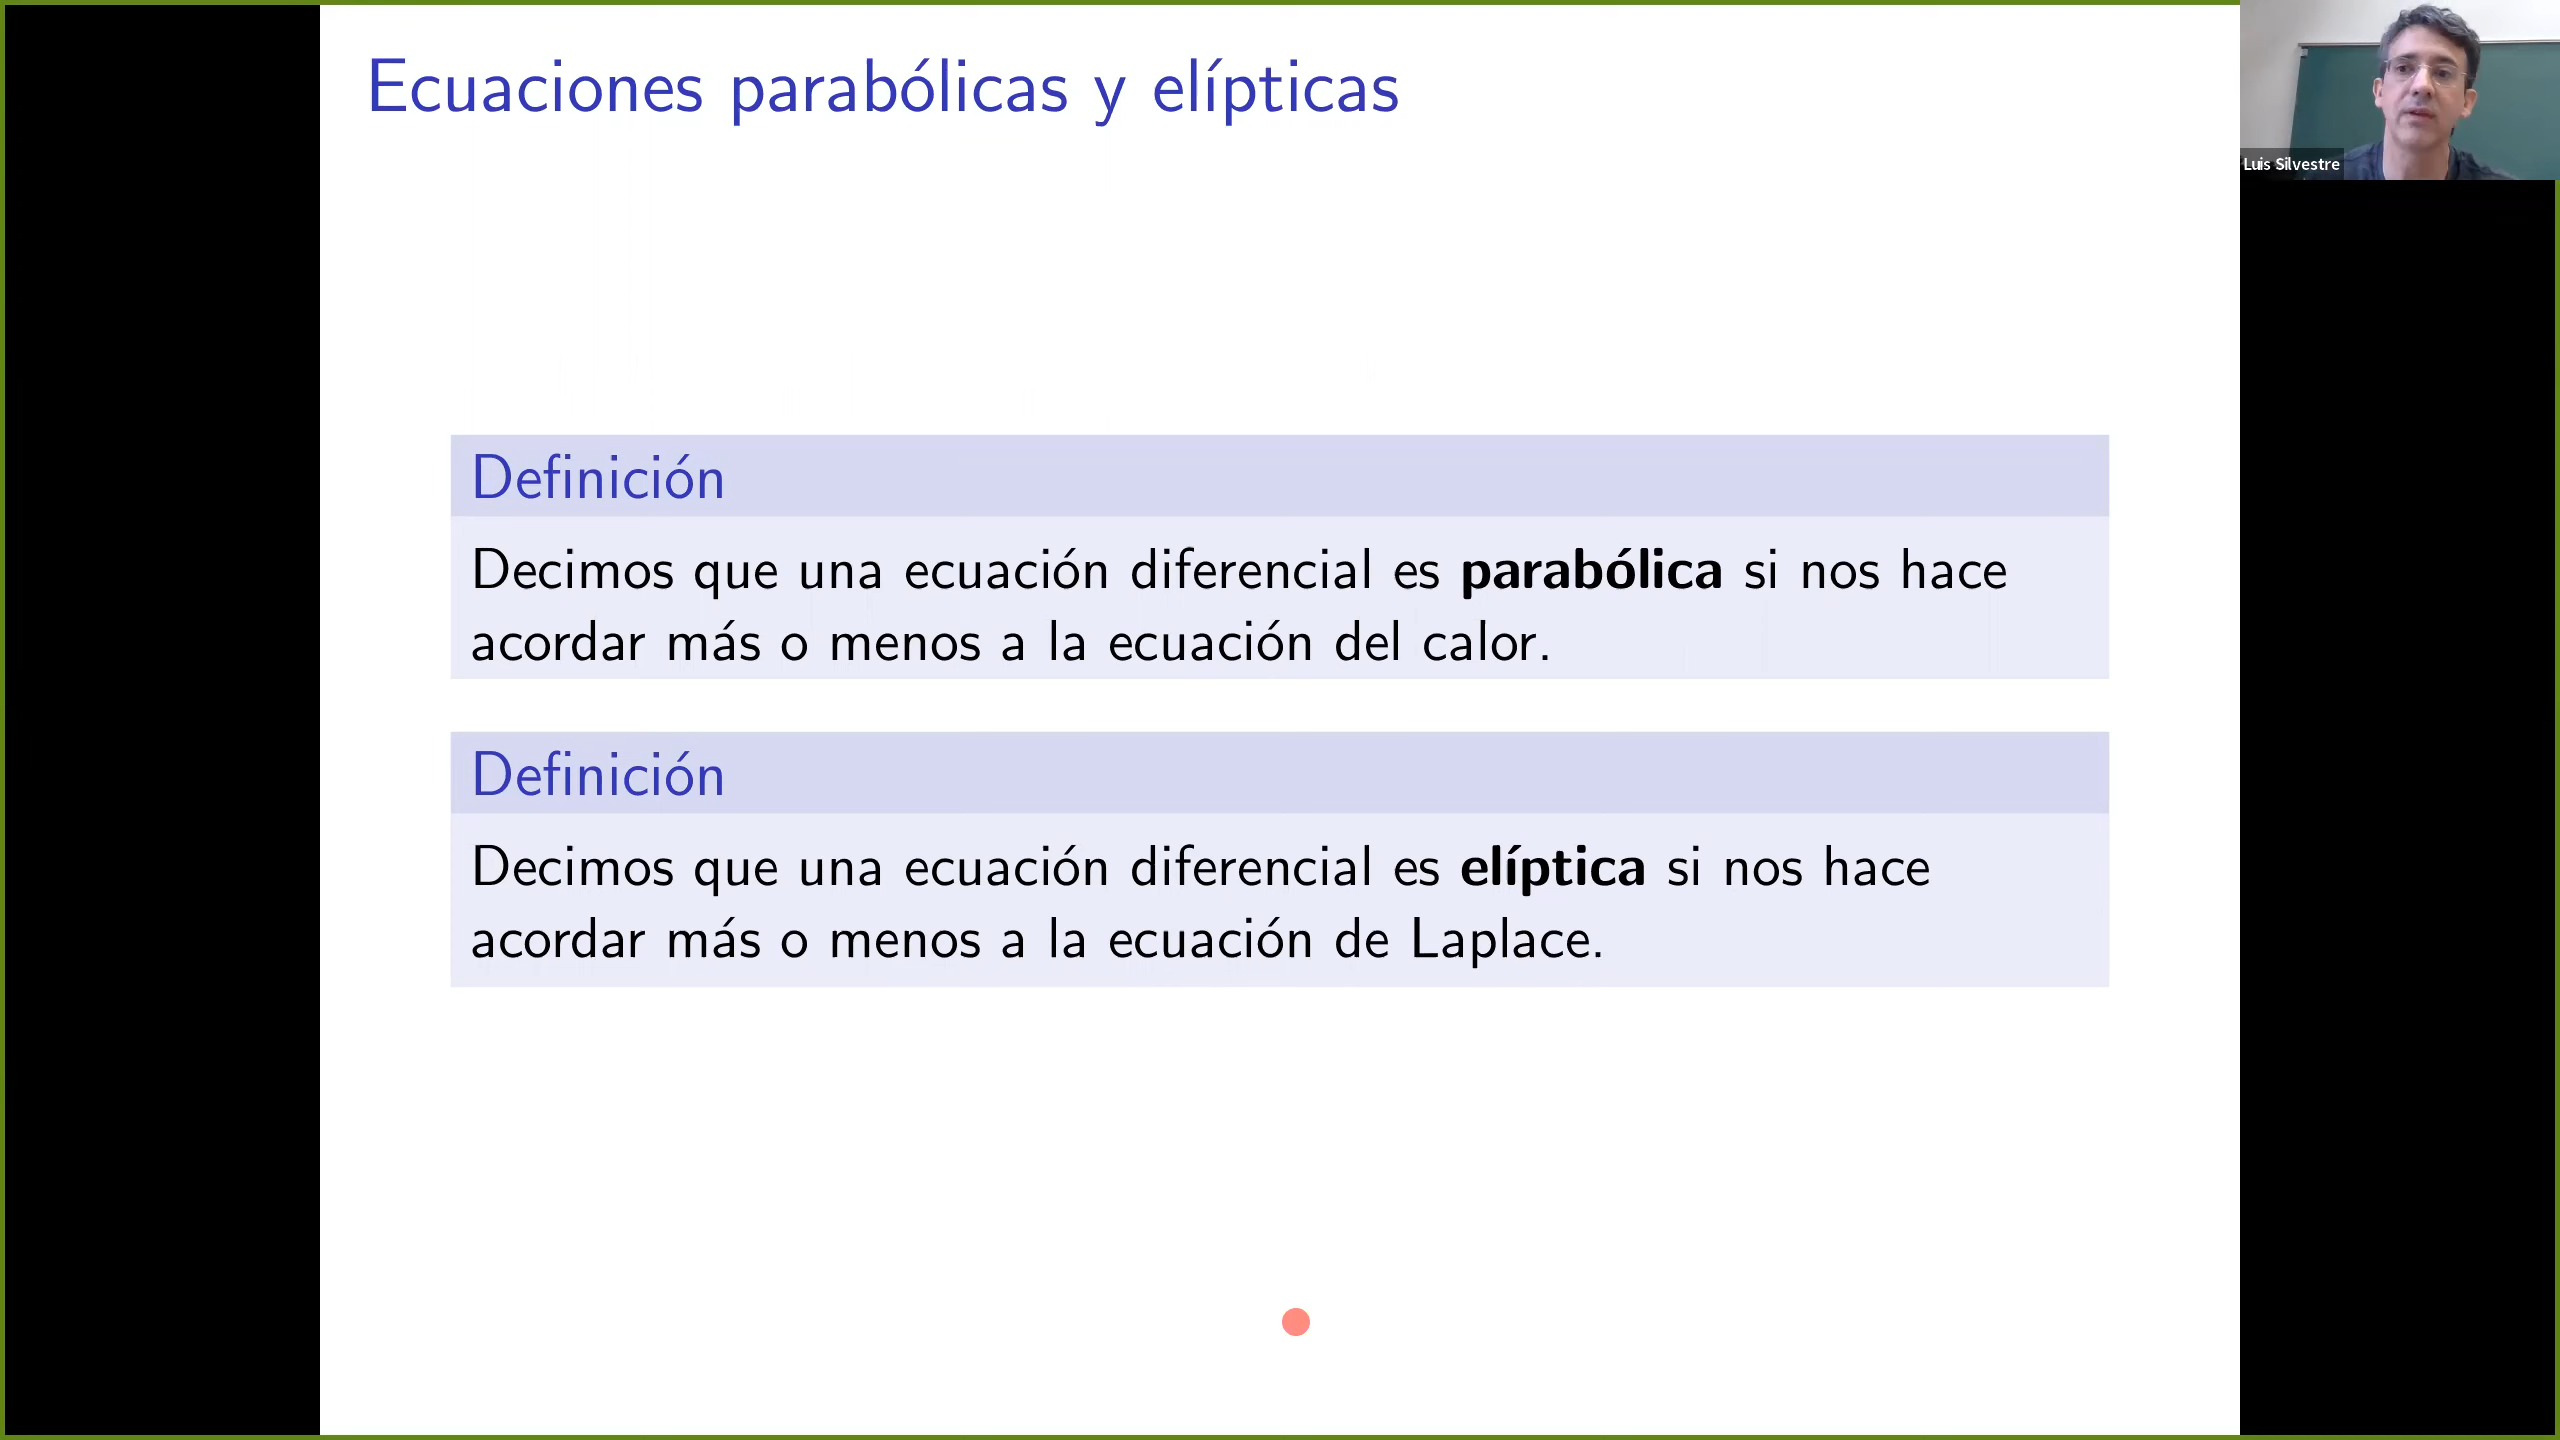 Ecuaciones parabólicas y elípticas
Luis Silvestre
Definición
Decimos que una ecuación diferencial es parabólica si nos hace
acordar más o menos a la ecuación del calor.
Definición
Decimos que una ecuación diferencial es elíptica si nos hace
acordar más o menos a la ecuación de Laplace.